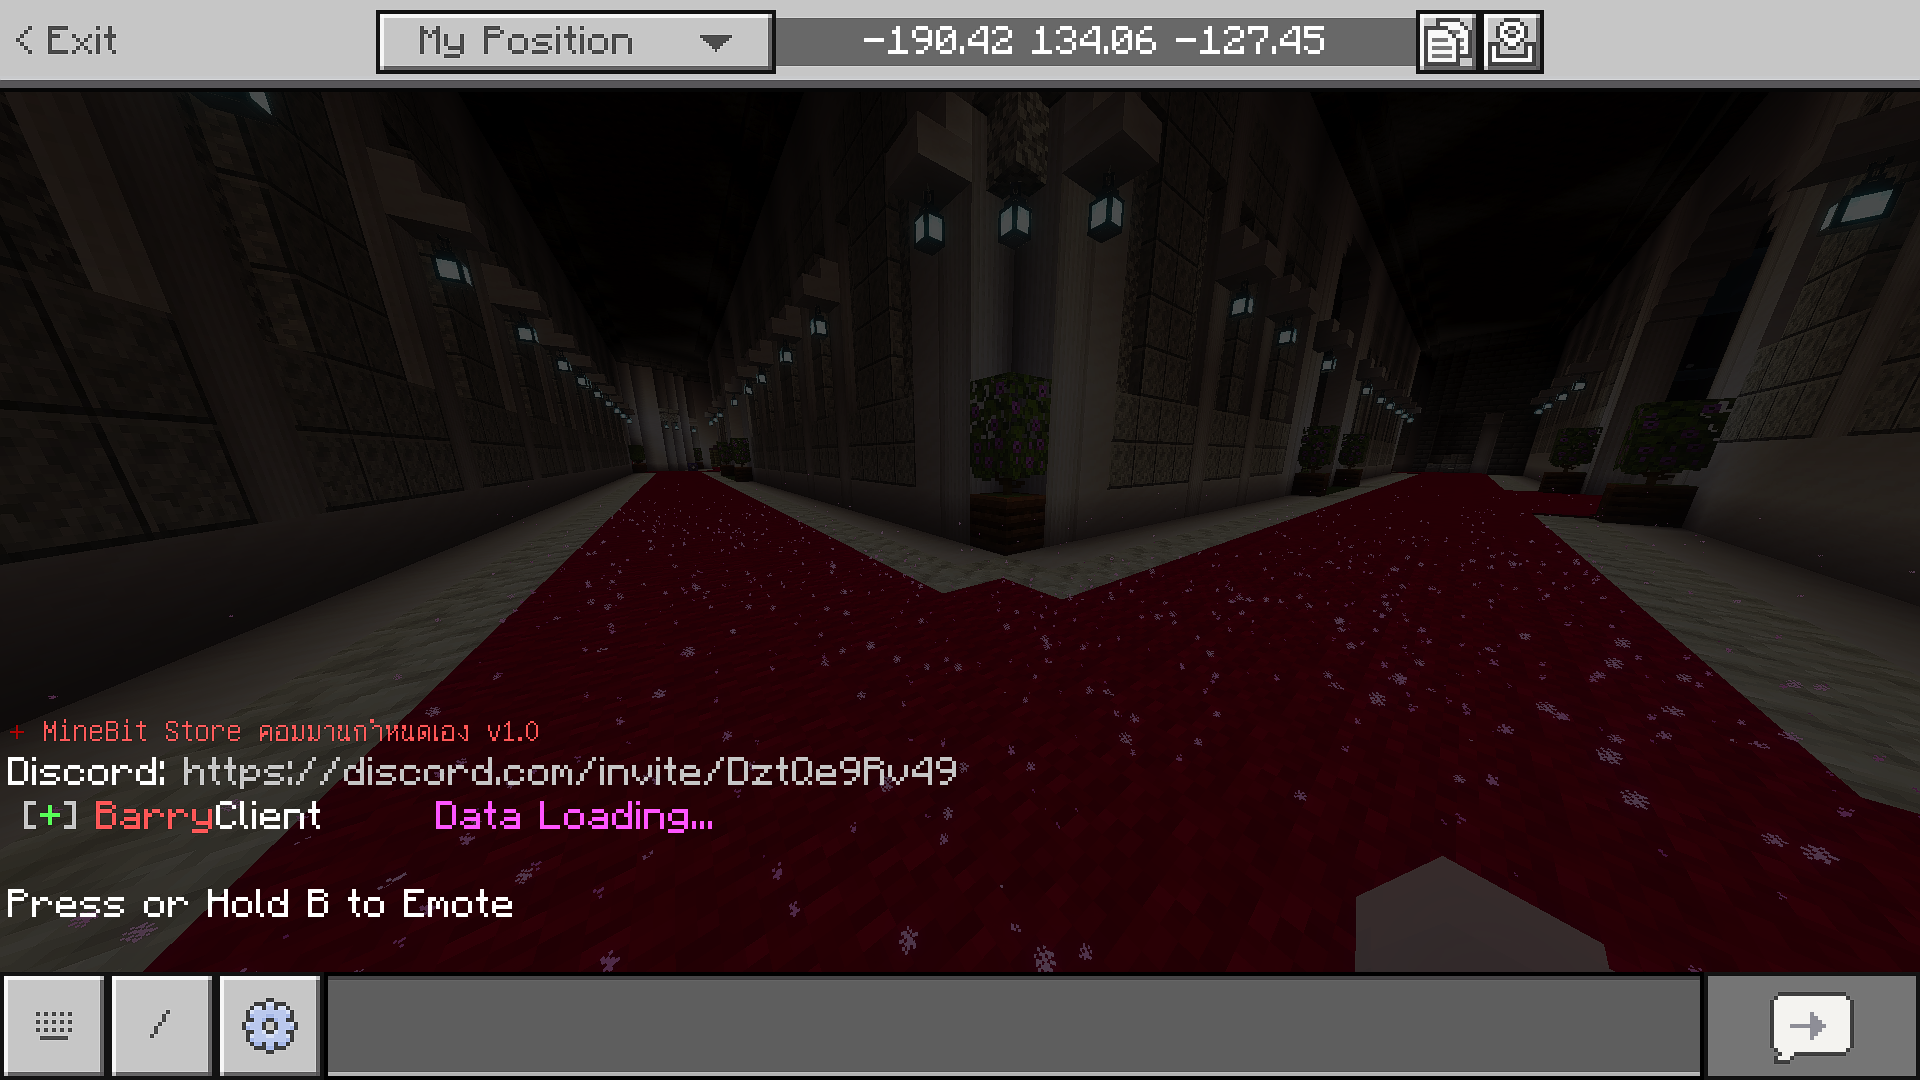 < Exit
My Position
-190.42 134.06 -127.45
+ MineBit Store คอมมานกำหนดเอง v1.0
Discord: https://discord.com/invite/DztQe9Rv49
[+] BarryClient Data Loading...
Press or Hold B to Emote
/